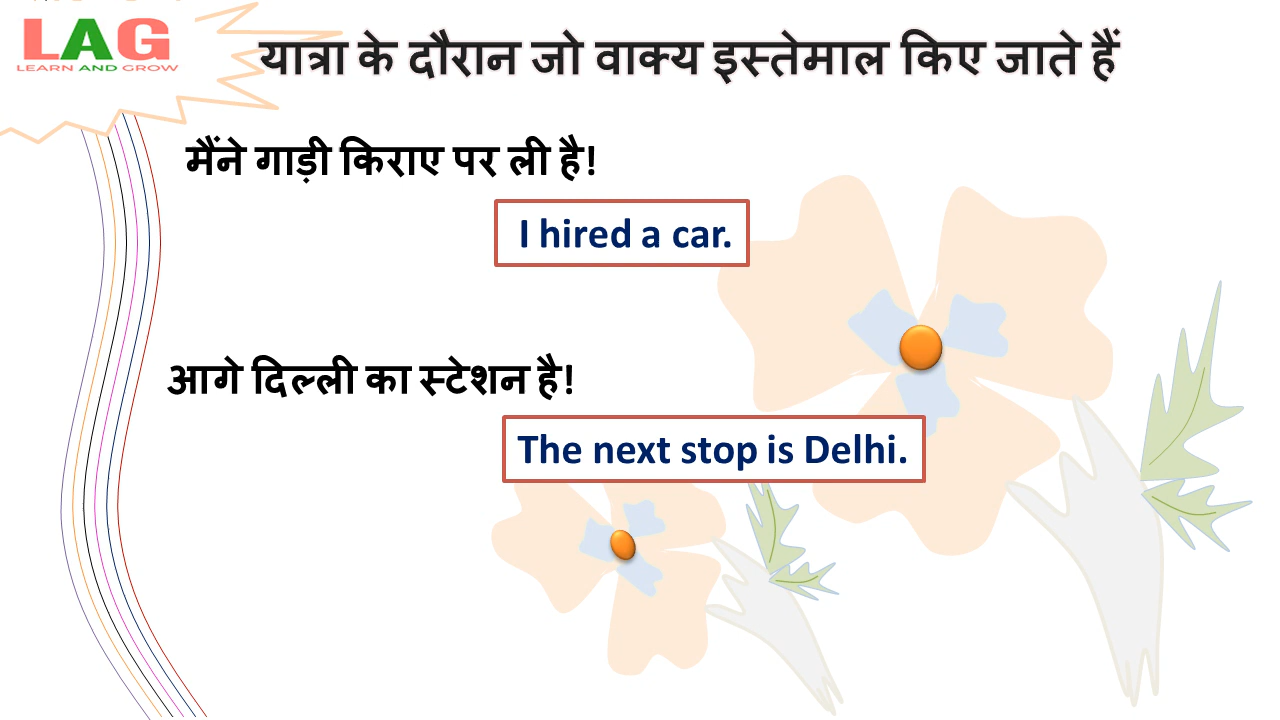 LAG
LEARN AND GROW
यात्रा के दौरान जो वाक्य इस्तेमाल किए जाते हैं
मैंने गाड़ी किराए पर ली है!
I hired a car.
आगे दिल्ली का स्टेशन है!
The next stop is Delhi.